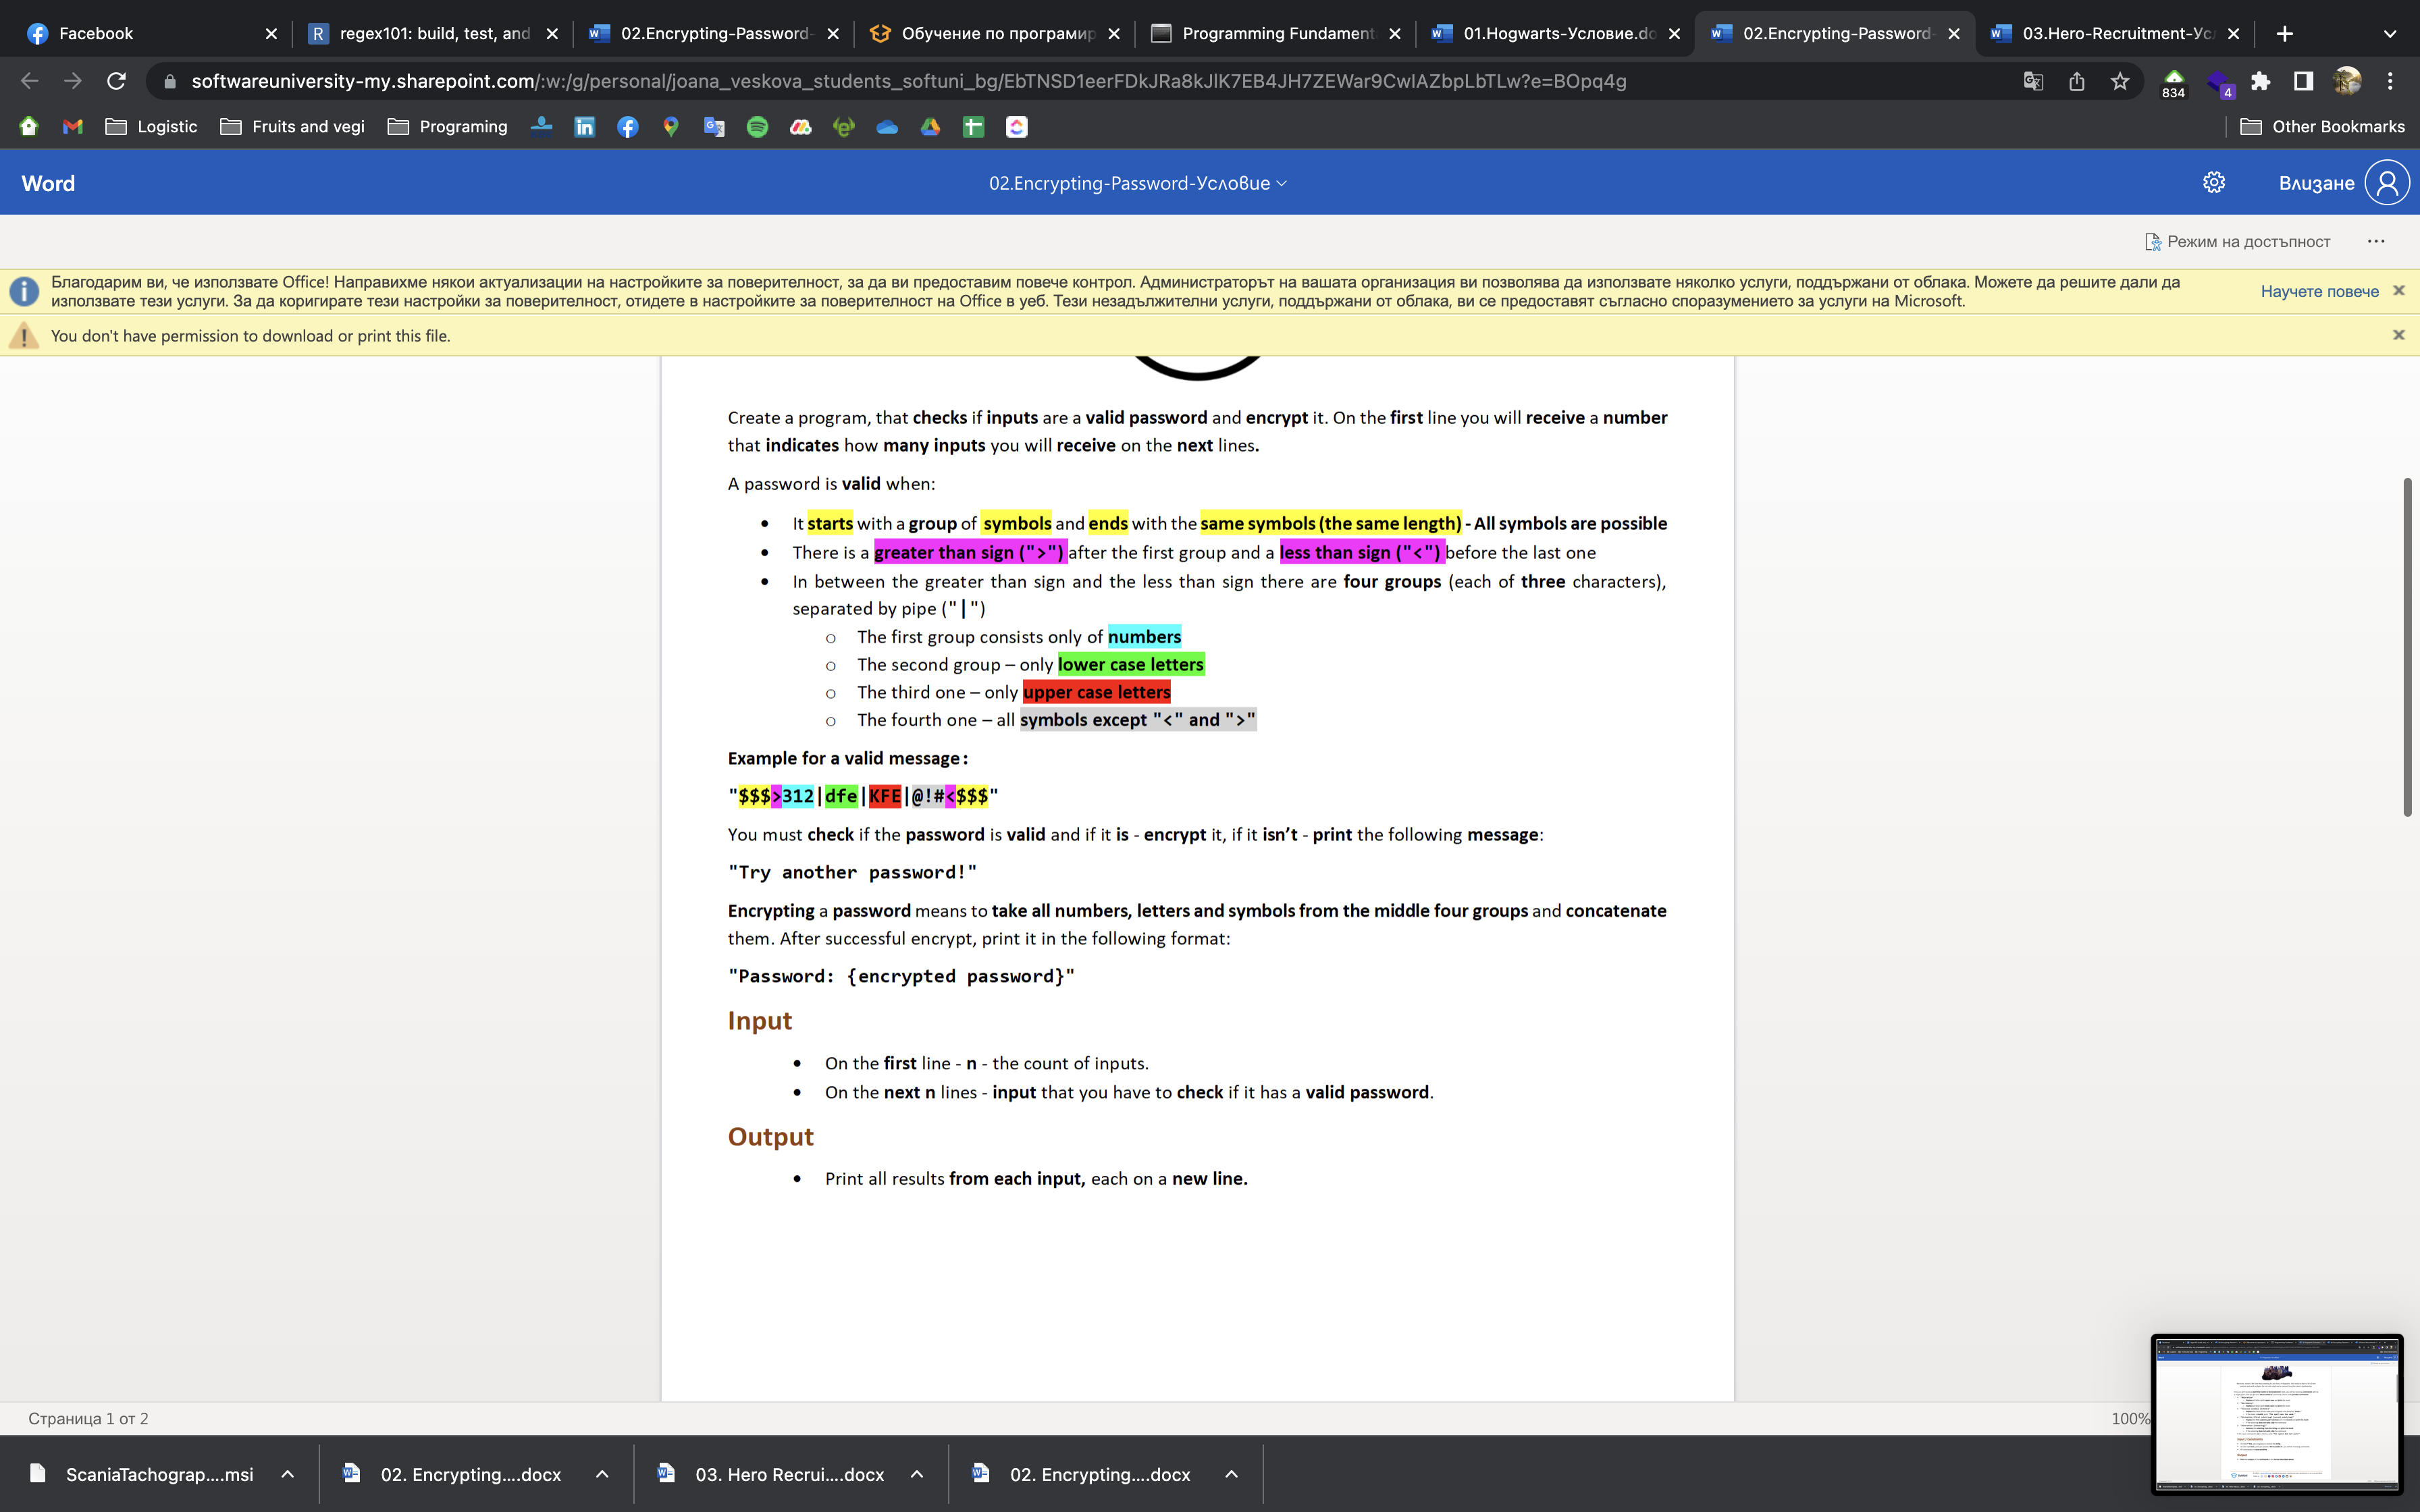 Facebook
regex101: build, test, and
02.Encrypting-Password-
Обучение по програмир
Programming Fundament
01.Hogwarts-Условие.do
02.Encrypting-Password-
03.Hero-Recruitment-Ус
softwareuniversity-my.sharepoint.com/:w:/g/personal/joana_veskova_students_softuni_bg/EbTNSD1eerFDkJRa8kJlK7EB4JH7ZEWar9CwIAZbpLbTLw?e=BOpq4g
834
4
Logistic
Fruits and vegi
Programing
Other Bookmarks
Word
02.Encrypting-Password-Условие
Влизане
Режим на достъпност
Благодарим ви, че използвате Office! Направихме някои актуализации на настройките за поверителност, за да ви предоставим повече контрол. Администраторът на вашата организация ви позволява да използвате няколко услуги, поддържани от облака. Можете да решите дали да
използвате тези услуги. За да коригирате тези настройки за поверителност, отидете в настройките за поверителност на Office в уеб. Тези незадължителни услуги, поддържани от облака, ви се предоставят съгласно споразумението за услуги на Microsoft.
Научете повече
You don't have permission to download or print this file.
Create a program, that checks if inputs are a valid password and encrypt it. On the first line you will receive a number
that indicates how many inputs you will receive on the next lines.
A password is valid when:
• It starts with a group of symbols and ends with the same symbols (the same length) - All symbols are possible
• There is a greater than sign (">") after the first group and a less than sign ("<") before the last one
• In between the greater than sign and the less than sign there are four groups (each of three characters),
separated by pipe ("|")
o The first group consists only of numbers
o The second group – only lower case letters
o The third one – only upper case letters
o The fourth one – all symbols except "<" and ">"
Example for a valid message:
"$$$>312|dfe|KFE|@!#<$$$"
You must check if the password is valid and if it is - encrypt it, if it isn’t - print the following message:
"Try another password!"
Encrypting a password means to take all numbers, letters and symbols from the middle four groups and concatenate
them. After successful encrypt, print it in the following format:
"Password: {encrypted password}"
Input
• On the first line - n - the count of inputs.
• On the next n lines - input that you have to check if it has a valid password.
Output
• Print all results from each input, each on a new line.
Страница 1 от 2
100%
ScaniaTachograp....msi
02. Encrypting....docx
03. Hero Recrui....docx
02. Encrypting....docx